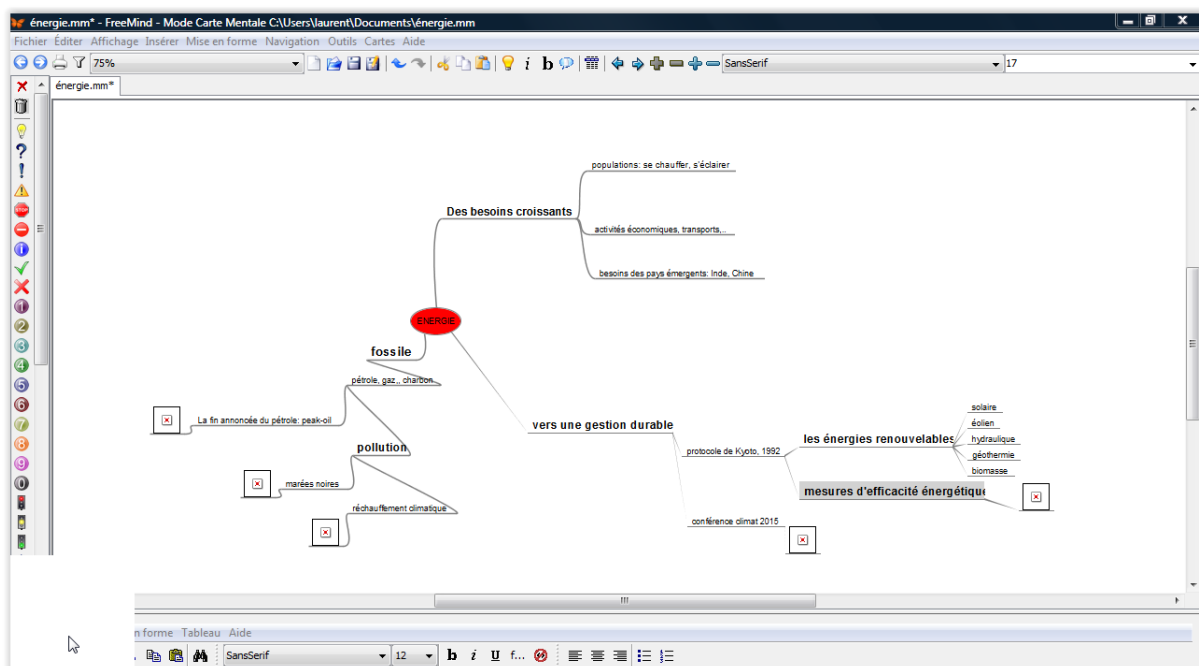 énergie.mm* - FreeMind - Mode Carte Mentale C:\Users\laurent\Documents\énergie.mm
Fichier Éditer Affichage Insérer Mise en forme Navigation Outils Cartes Aide
75%
SansSerif
17
énergie.mm*
populations: se chauffer, s'éclairer
Des besoins croissants
activités économiques, transports,..
besoins des pays émergents: Inde, Chine
ENERGIE
fossile
pétrole, gaz,, charbon
La fin annoncée du pétrole: peak-oil
pollution
marées noires
réchauffement climatique
vers une gestion durable
protocole de Kyoto, 1992
les énergies renouvelables
solaire
éolien
hydraulique
géothermie
biomasse
mesures d'efficacité énergétique
conférence climat 2015
n forme Tableau Aide
SansSerif
12
b i U f...